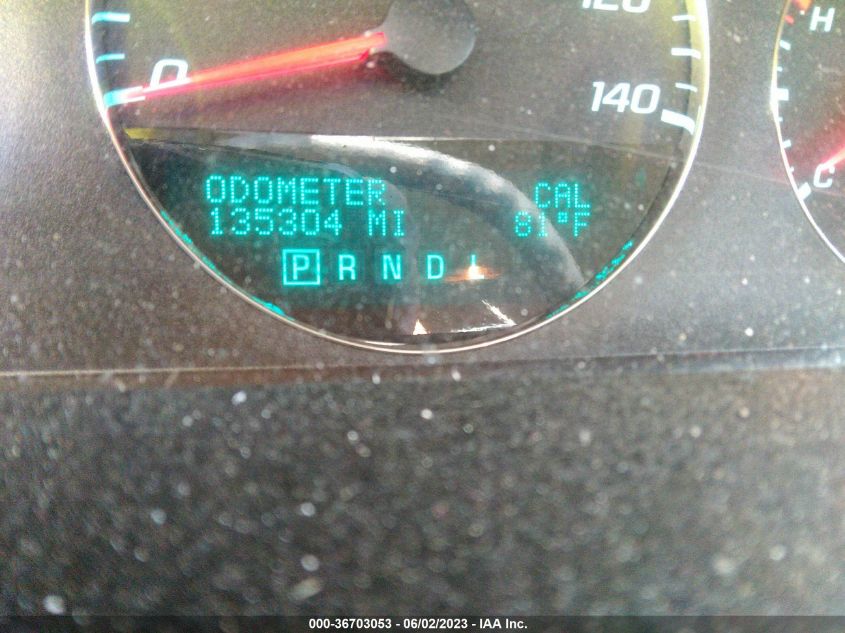 120
H
0
140
C
ODOMETER CAL
135304 MI 81°F
P R N D L
000-36703053 - 06/02/2023 - IAA Inc.